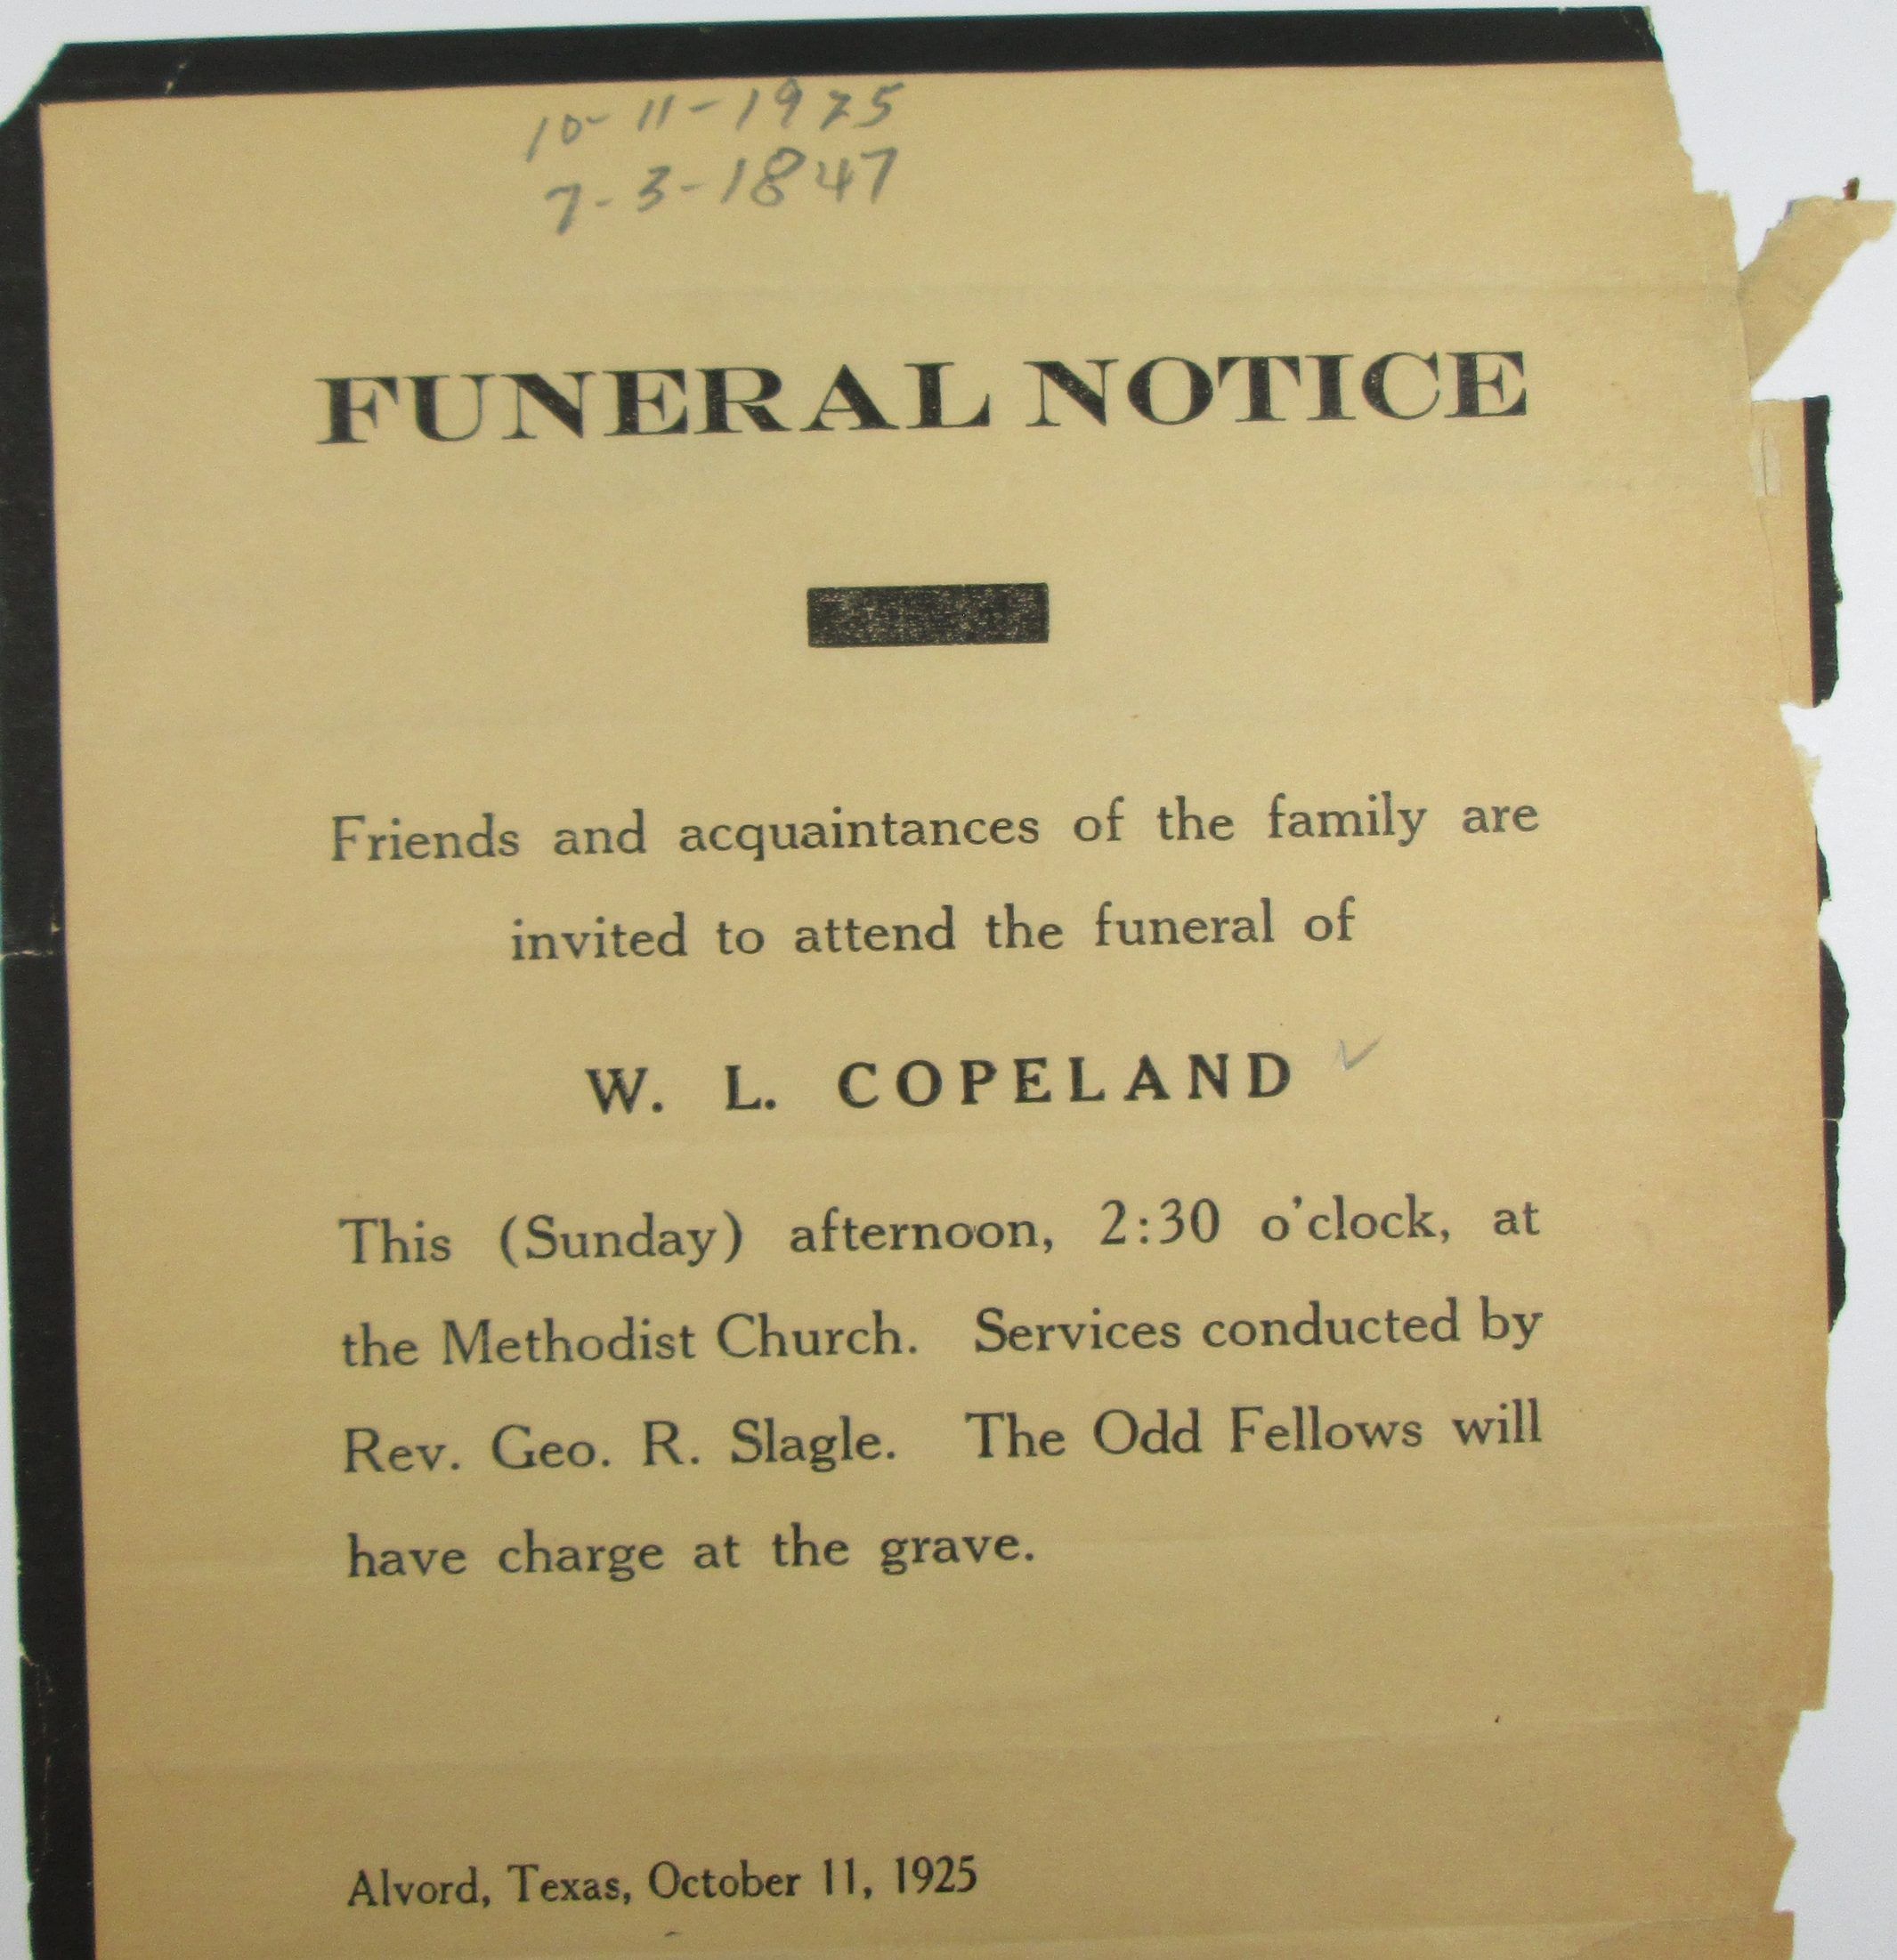 10-11-1925
7-3-1847
FUNERAL NOTICE
Friends and acquaintances of the family are
invited to attend the funeral of
W. L. COPELAND
This (Sunday) afternoon, 2:30 o'clock, at
the Methodist Church. Services conducted by
Rev. Geo. R. Slagle. The Odd Fellows will
have charge at the grave.
Alvord, Texas, October 11, 1925